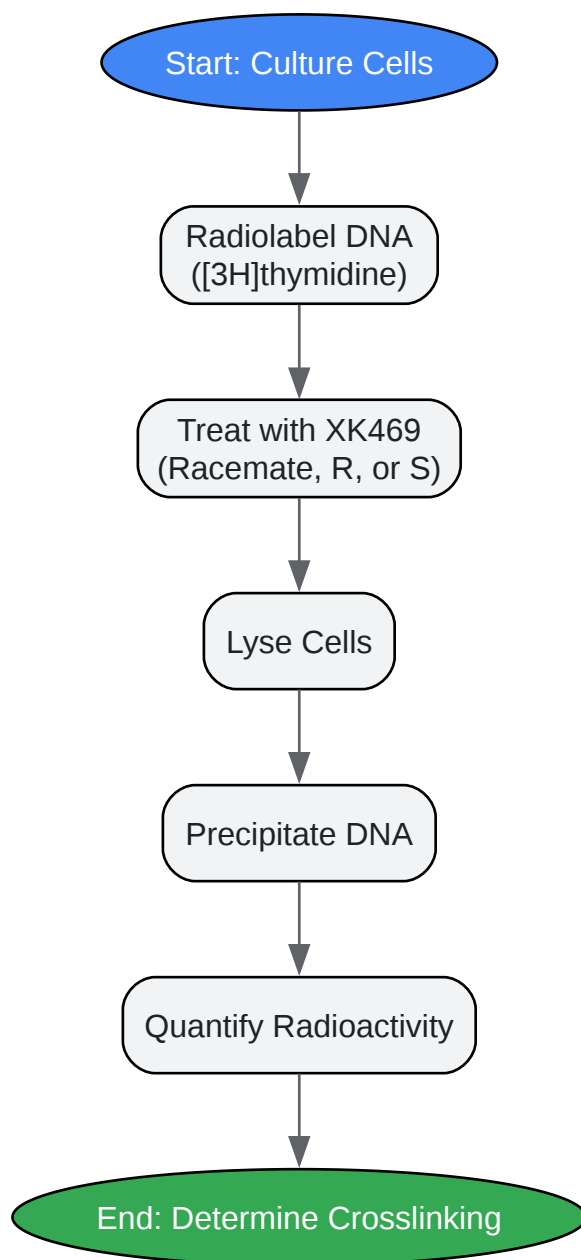 Start: Culture Cells
Radiolabel DNA
([3H]thymidine)
Treat with XK469
(Racemate, R, or S)
Lyse Cells
Precipitate DNA
Quantify Radioactivity
End: Determine Crosslinking